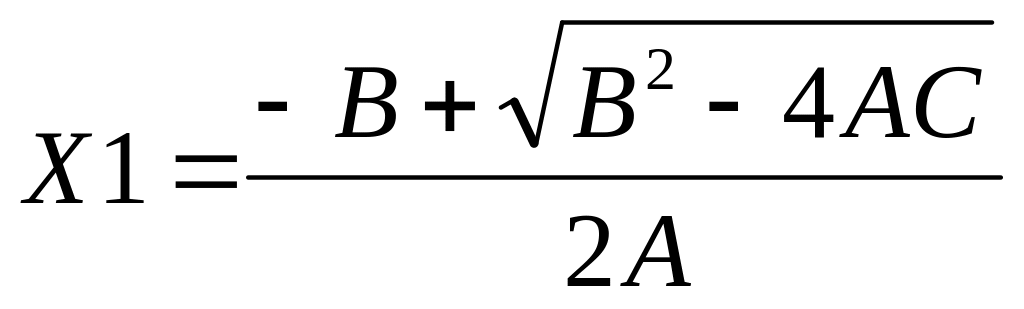 X1 = (- B + √(B² - 4AC)) / 2A